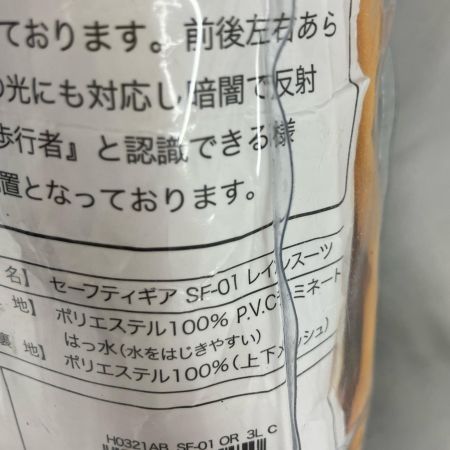 ております。前後左右あら
の光にも対応し暗闇で反射
歩行者』と認識できる様
置となっております。
名】 セーフティギア SF-01 レインスーツ
地】 ポリエステル100% P.V.Cラミネート
はっ水(水をはじきやすい)
裏 地】 ポリエステル100%(上下メッシュ)
H0321AB SF-01 OR 3L C